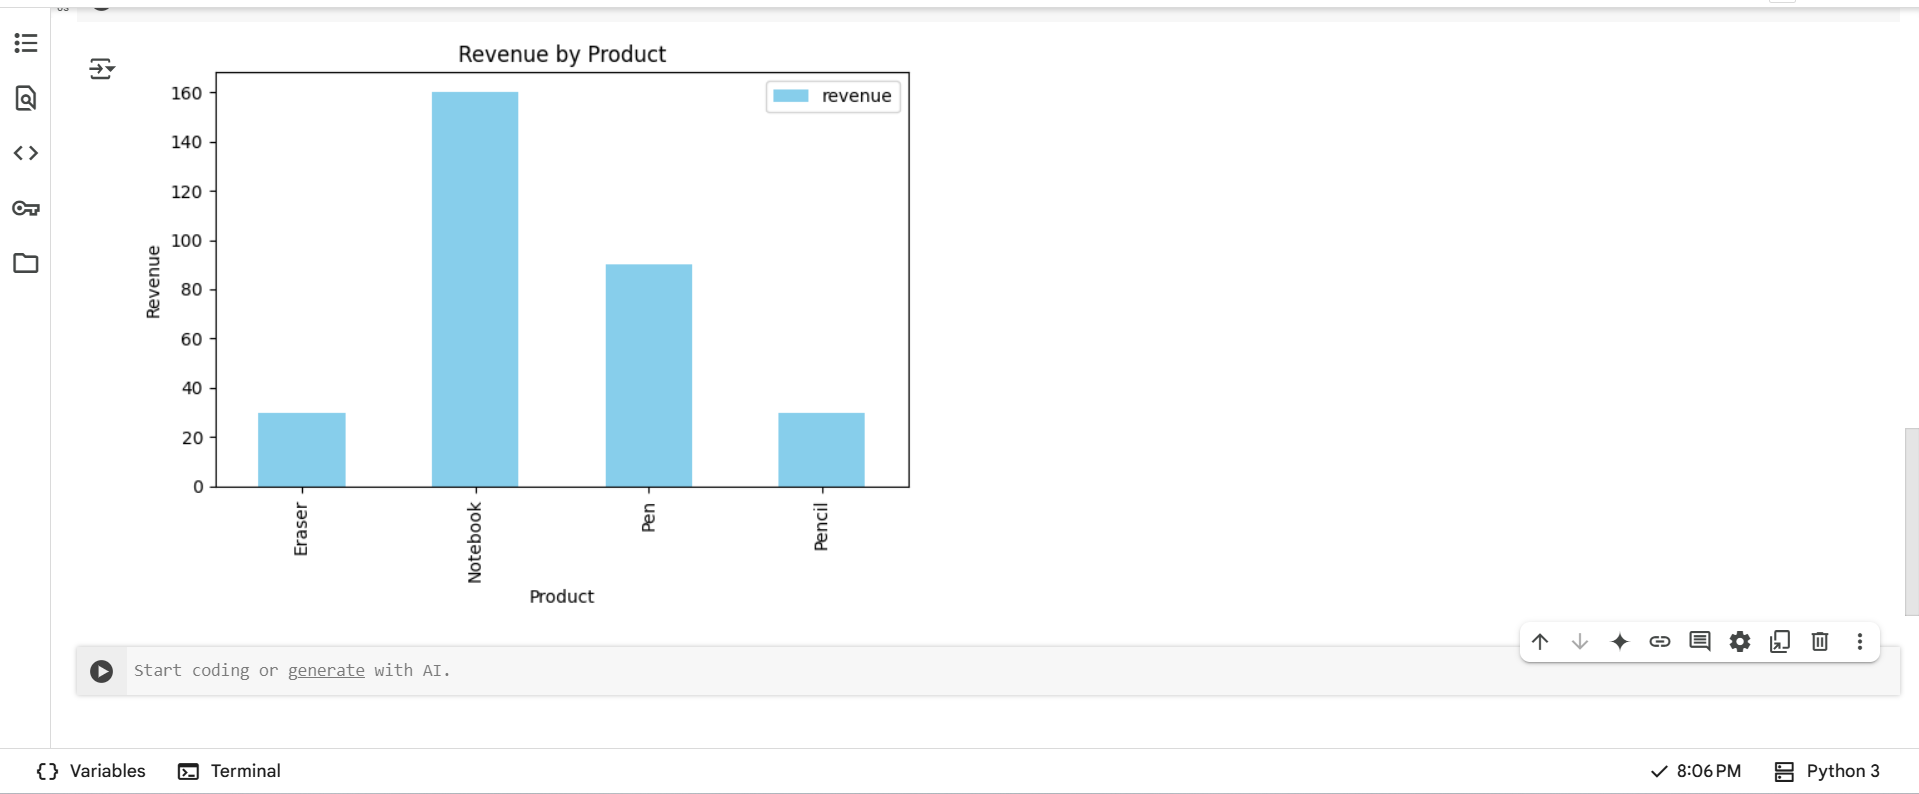 Revenue by Product
revenue
160
140
120
100
80
60
40
20
0
Revenue
Eraser
Notebook
Pen
Pencil
Product
Start coding or generate with AI.
Variables
Terminal
8:06 PM
Python 3